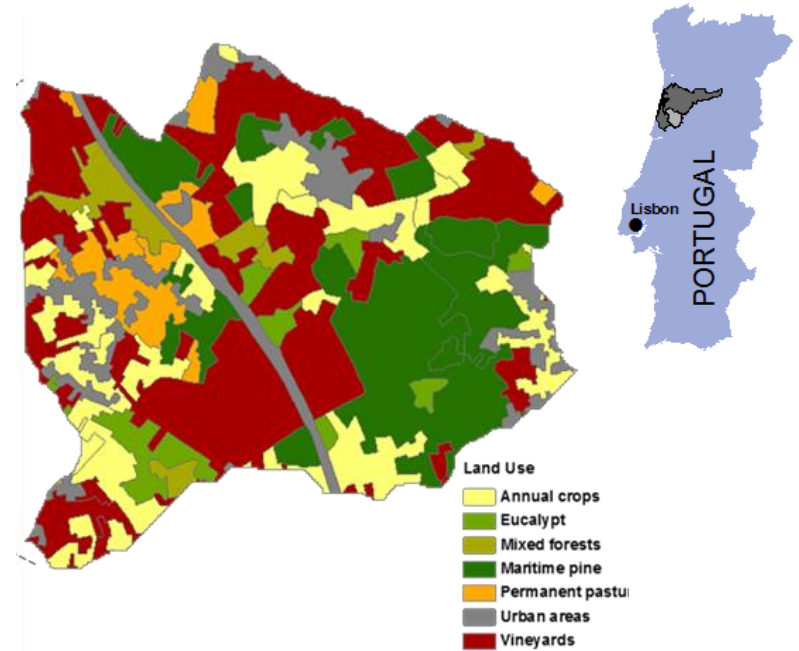 Lisbon
PORTUGAL
Land Use
Annual crops
Eucalypt
Mixed forests
Maritime pine
Permanent pastu
Urban areas
Vineyards